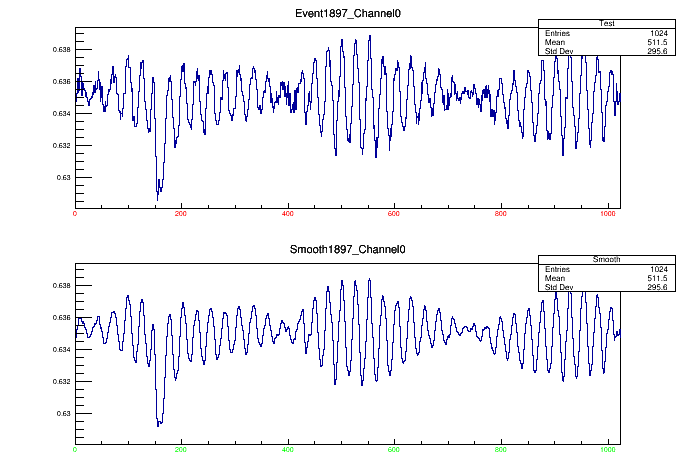 Event1897_Channel0
Test
Entries 1024
Mean 511.5
Std Dev 295.6
0.638
0.636
0.634
0.632
0.63
0 200 400 600 800 1000
Smooth1897_Channel0
Smooth
Entries 1024
Mean 511.5
Std Dev 295.6
0.638
0.636
0.634
0.632
0.63
0 200 400 600 800 1000